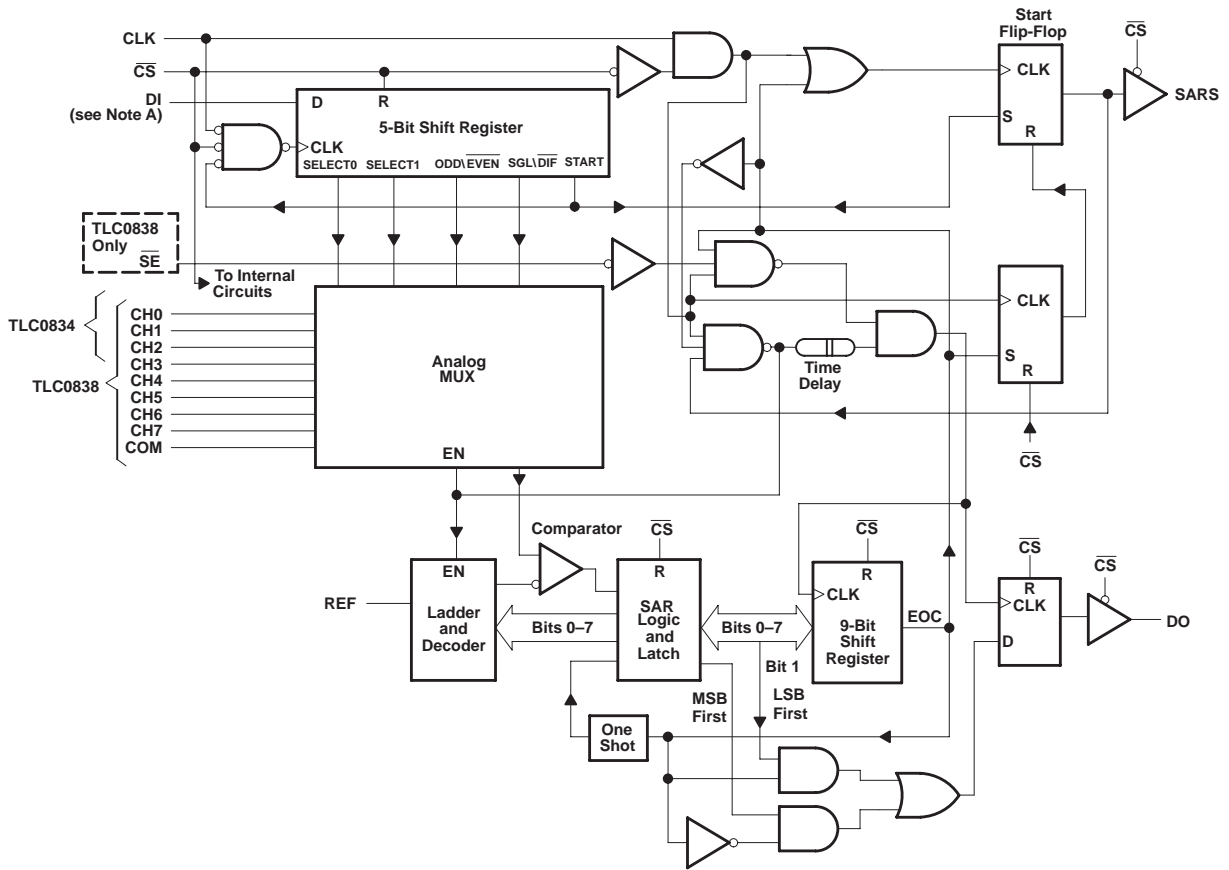 CLK
CS
DI
(see Note A)
D
R
5-Bit Shift Register
CLK
SELECT0 SELECT1 ODD\EVEN SGL\DIF START
Start
Flip-Flop
CLK
S
R
CS
SARS
TLC0838
Only
SE
To Internal
Circuits
TLC0834
TLC0838
CH0
CH1
CH2
CH3
CH4
CH5
CH6
CH7
COM
Analog
MUX
EN
Time
Delay
CLK
S
R
CS
Comparator
REF
EN
Ladder
and
Decoder
Bits 0–7
CS
R
SAR
Logic
and
Latch
Bits 0–7
Bit 1
CS
R
CLK
9-Bit
Shift
Register
EOC
MSB
First
LSB
First
One
Shot
CS
R
CLK
D
CS
DO